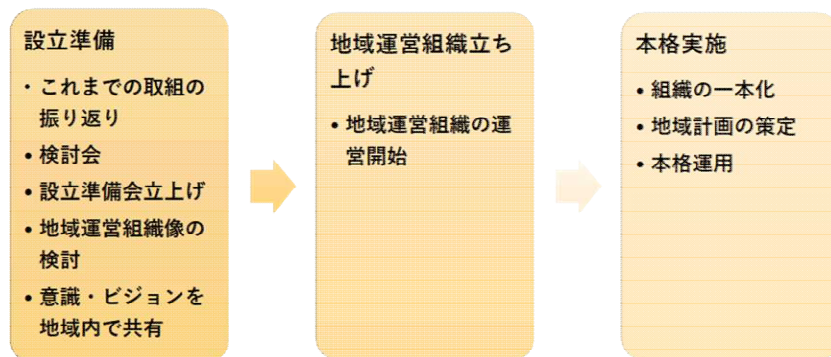 設立準備
・これまでの取組の
振り返り
•検討会
•設立準備会立上げ
•地域運営組織像の
検討
•意識・ビジョンを
地域内で共有
地域運営組織立ち
上げ
•地域運営組織の運
営開始
本格実施
•組織の一本化
•地域計画の策定
•本格運用